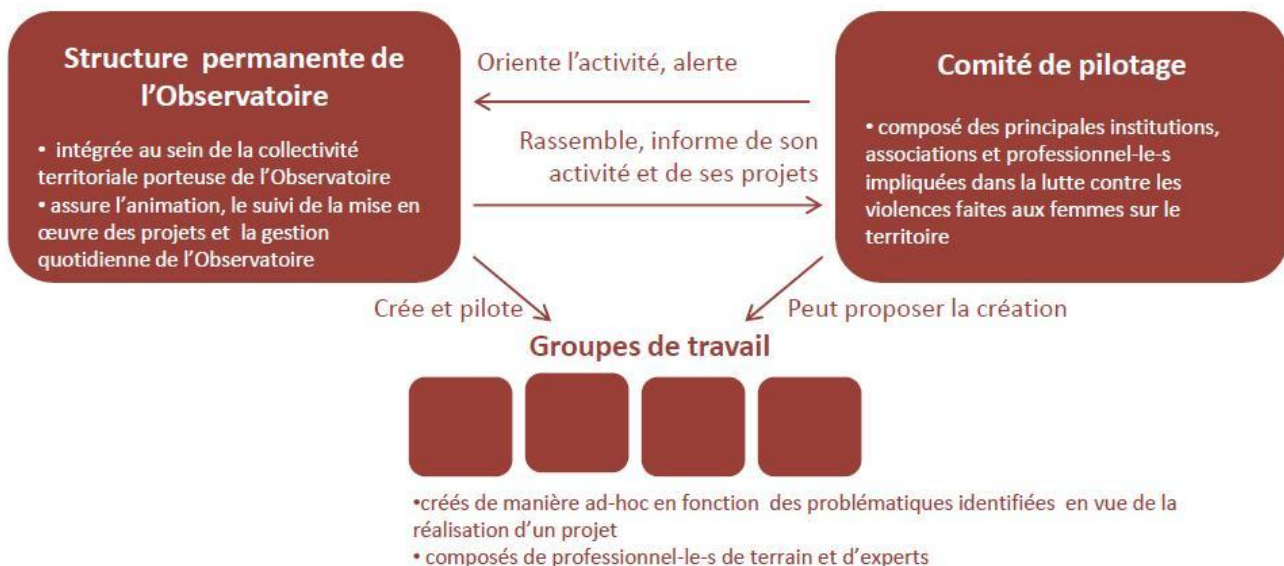 Structure permanente de
l'Observatoire
• intégrée au sein de la collectivité
territoriale porteuse de l'Observatoire
• assure l'animation, le suivi de la mise en
œuvre des projets et la gestion
quotidienne de l'Observatoire
Oriente l'activité, alerte
Rassemble, informe de son
activité et de ses projets
Comité de pilotage
• composé des principales institutions,
associations et professionnel-le-s
impliquées dans la lutte contre les
violences faites aux femmes sur le
territoire
Crée et pilote
Peut proposer la création
Groupes de travail
•créés de manière ad-hoc en fonction des problématiques identifiées en vue de la
réalisation d'un projet
• composés de professionnel-le-s de terrain et d'experts